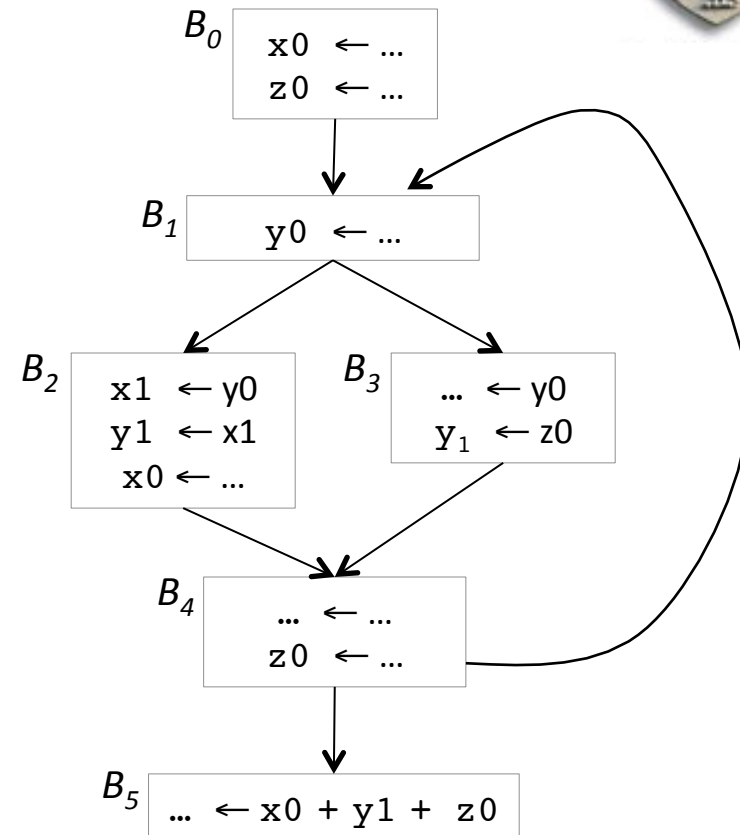 B0
x0 ← …
z0 ← …
B1
y0 ← …
B2
x1 ← y0
y1 ← x1
x0 ← …
B3
… ← y0
y1 ← z0
B4
… ← …
z0 ← …
B5
… ← x0 + y1 + z0